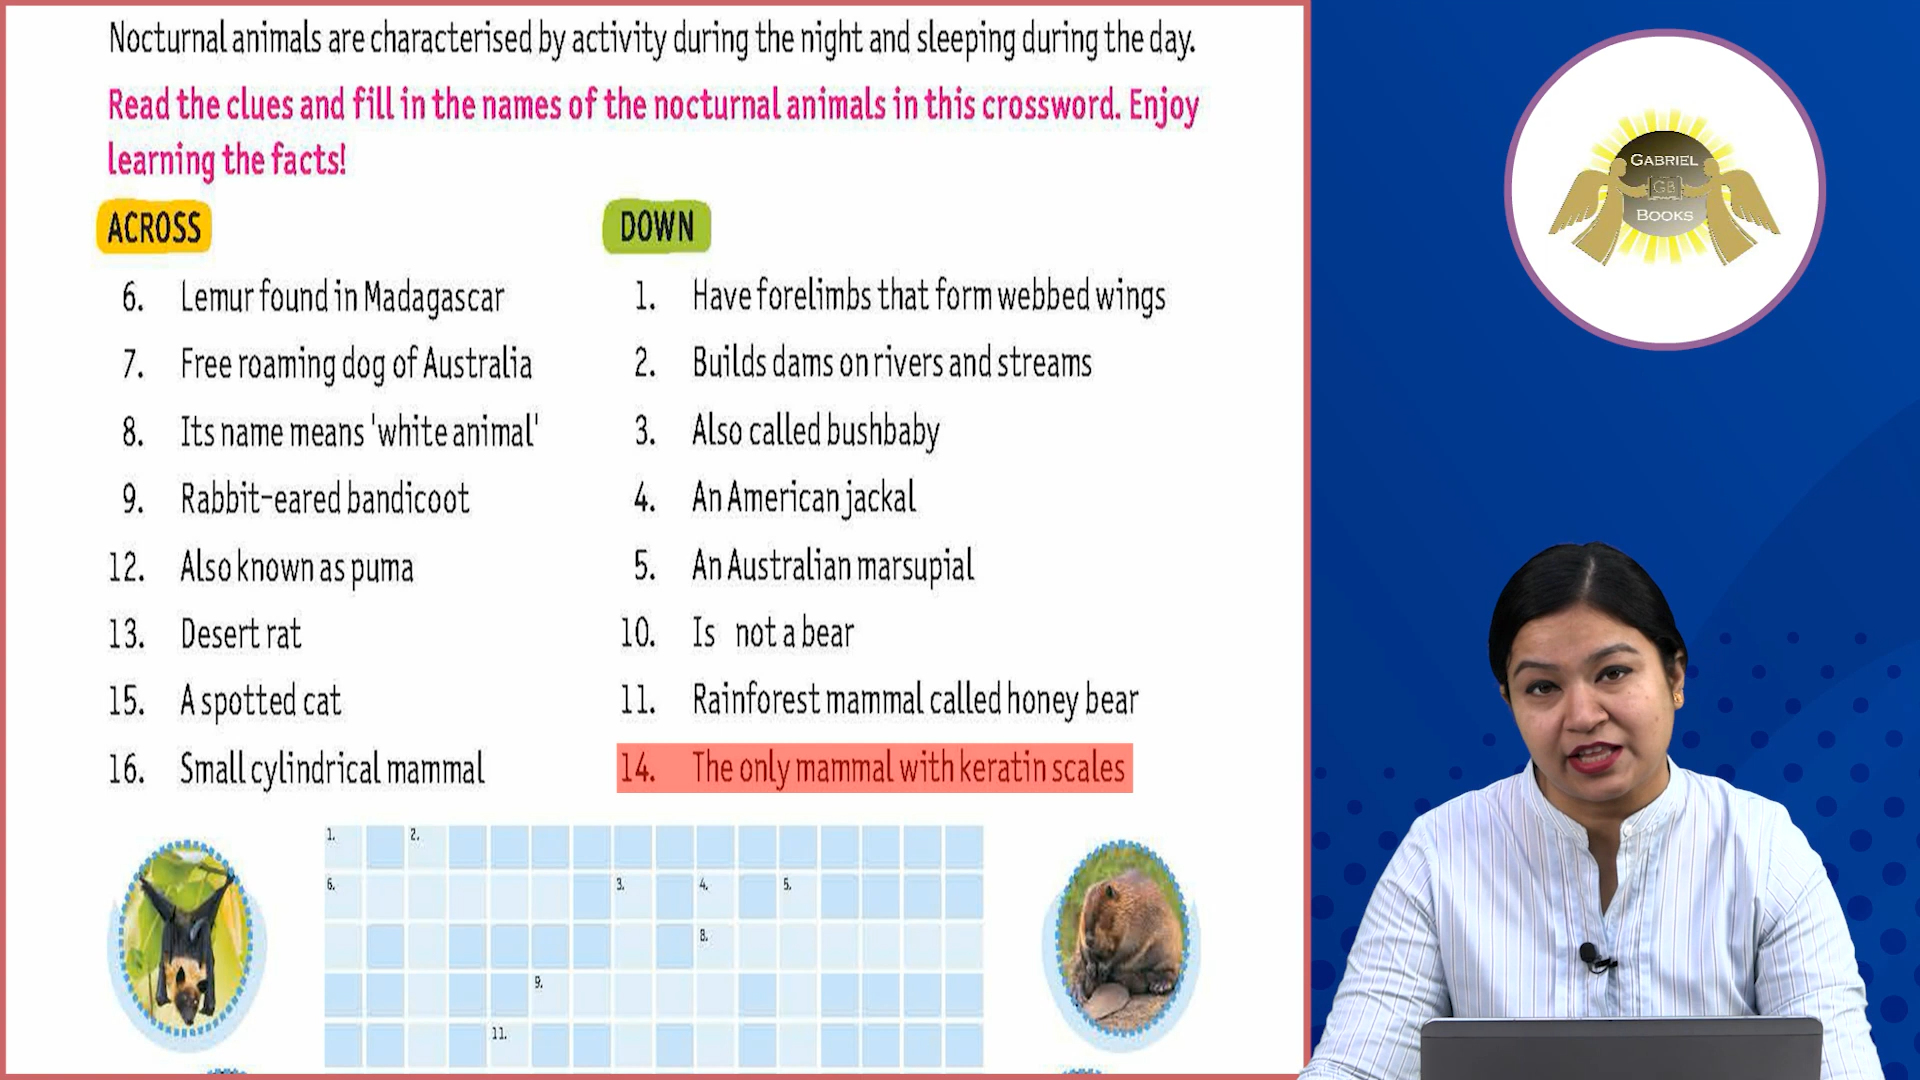 Nocturnal animals are characterised by activity during the night and sleeping during the day.
Read the clues and fill in the names of the nocturnal animals in this crossword. Enjoy
learning the facts!
ACROSS
6. Lemur found in Madagascar
7. Free roaming dog of Australia
8. Its name means 'white animal'
9. Rabbit-eared bandicoot
12. Also known as puma
13. Desert rat
15. A spotted cat
16. Small cylindrical mammal
DOWN
1. Have forelimbs that form webbed wings
2. Builds dams on rivers and streams
3. Also called bushbaby
4. An American jackal
5. An Australian marsupial
10. Is not a bear
11. Rainforest mammal called honey bear
14. The only mammal with keratin scales
1. 2.
6. 3. 4. 5.
8.
9.
11.
GABRIEL
GB
BOOKS